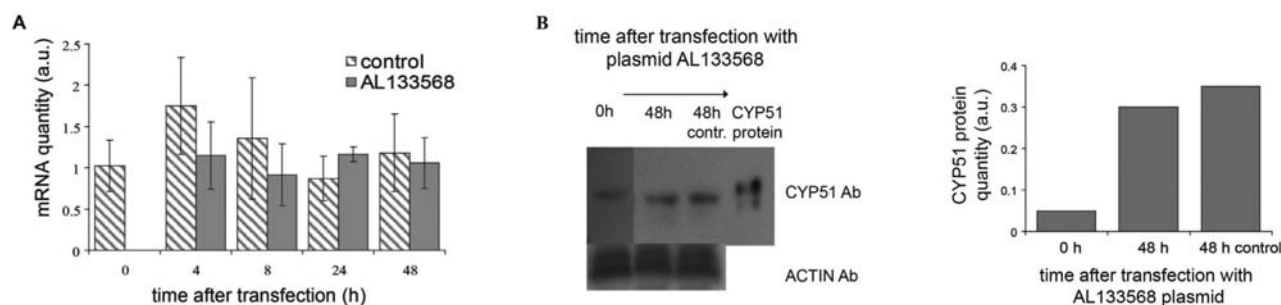 A
mRNA quantity (a.u.)
2.5
2
1.5
1
0.5
0
control
AL133568
0 4 8 24 48
time after transfection (h)
B
time after transfection with
plasmid AL133568
0h 48h 48h CYP51
contr. protein
CYP51 Ab
ACTIN Ab
CYP51 protein
quantity (a.u.)
0.4
0.3
0.2
0.1
0
0 h 48 h 48 h control
time after transfection with
AL133568 plasmid